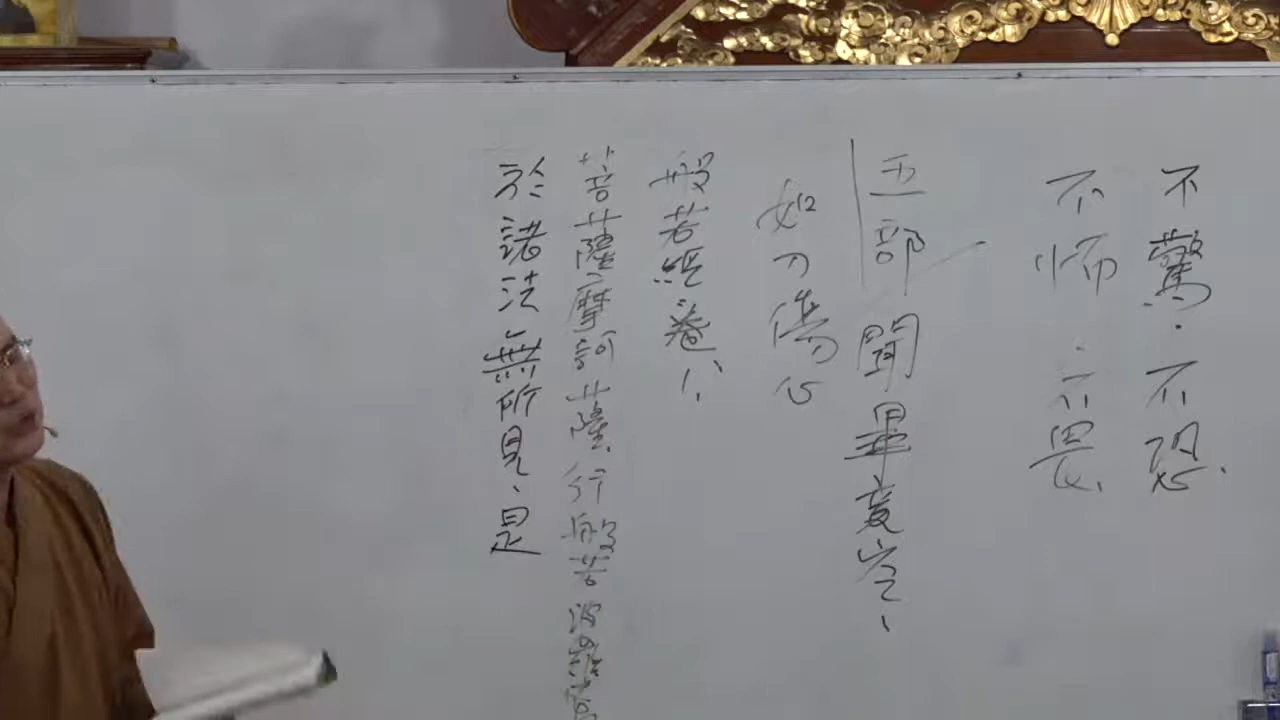 不驚、不恐、
不怖、不畏、
五部聞畢竟空、
如刀傷心
般若經卷八
菩薩摩訶薩行般若波羅蜜
於諸法無所見、是